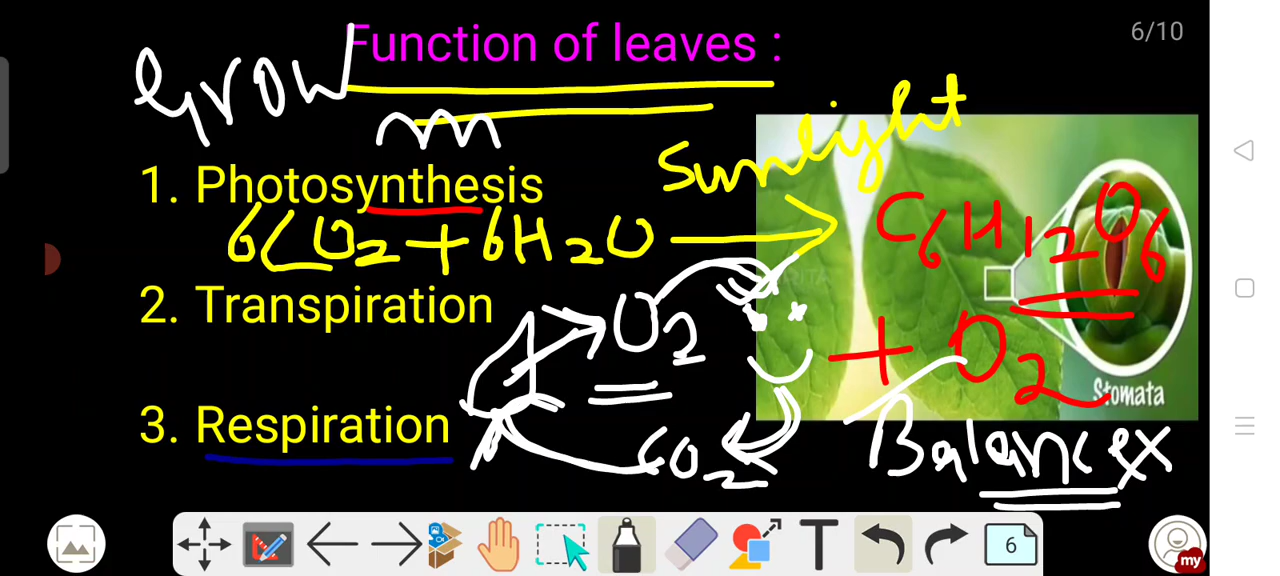 Function of leaves :
6/10
Grow
m
Sunlight
1. Photosynthesis
6CO2 + 6H2O → C6H12O6
+ O2
2. Transpiration
O2
Stomata
3. Respiration
CO2
Balance
6
T
my